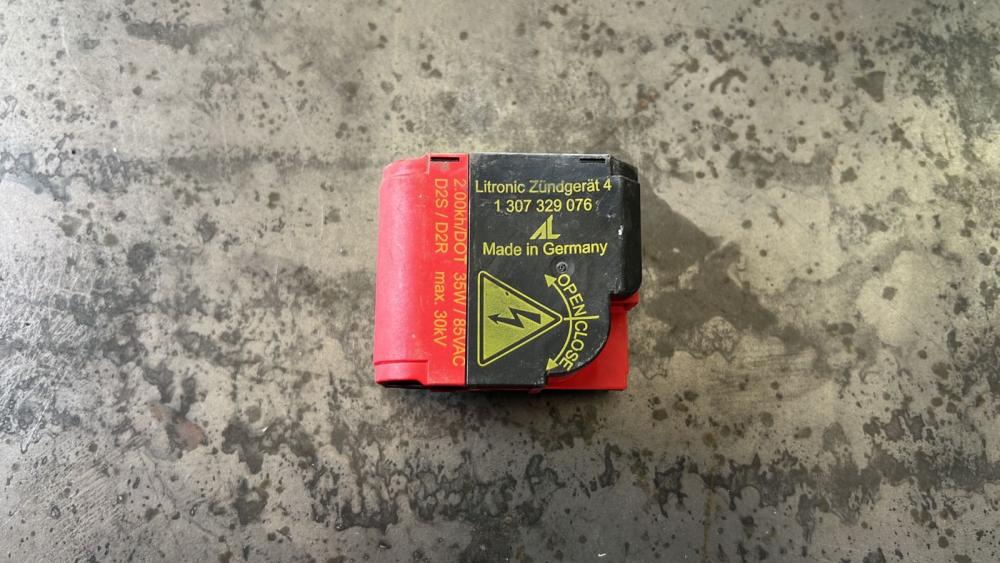 Litronic Zündgerät 4
1 307 329 076
AL
Made in Germany
OPEN CLOSE
2.00kh/DOT 35W / 85VAC
D2S / D2R max. 30kV